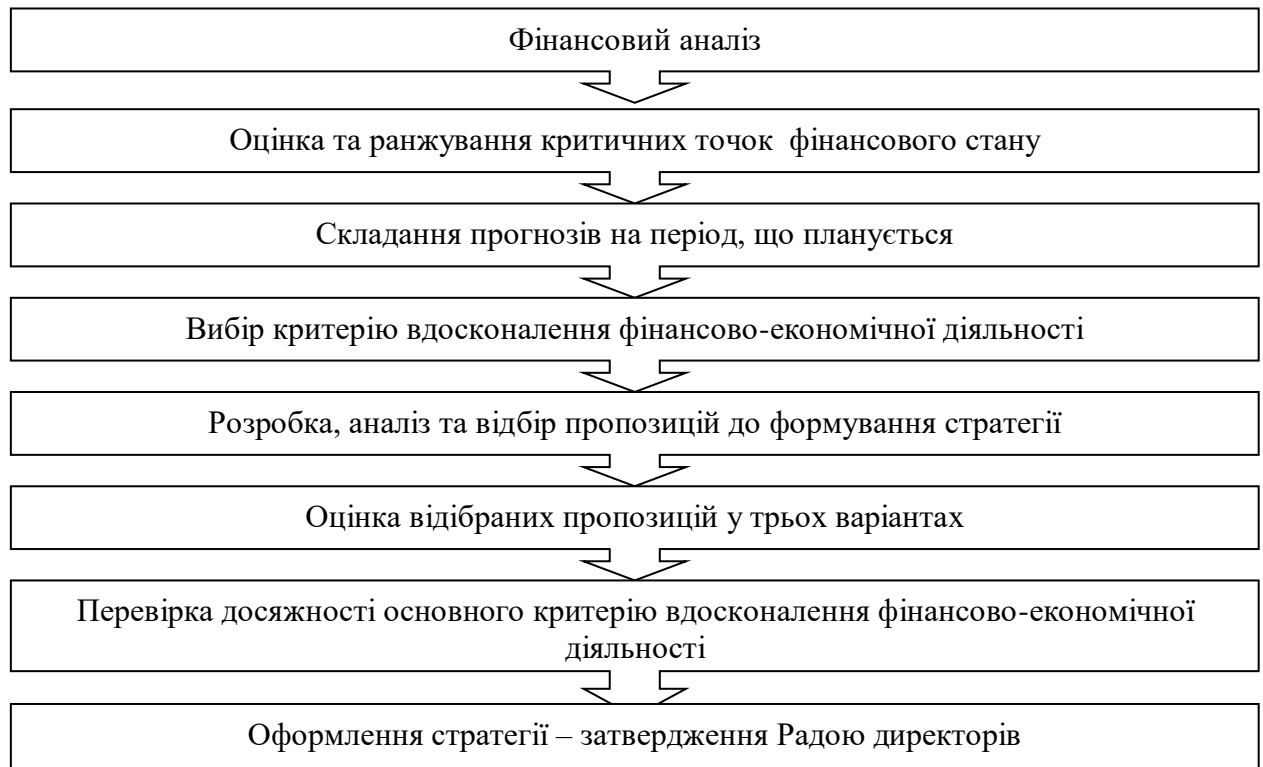 Фінансовий аналіз
Оцінка та ранжування критичних точок фінансового стану
Складання прогнозів на період, що планується
Вибір критерію вдосконалення фінансово-економічної діяльності
Розробка, аналіз та відбір пропозицій до формування стратегії
Оцінка відібраних пропозицій у трьох варіантах
Перевірка досяжності основного критерію вдосконалення фінансово-економічної
діяльності
Оформлення стратегії – затвердження Радою директорів